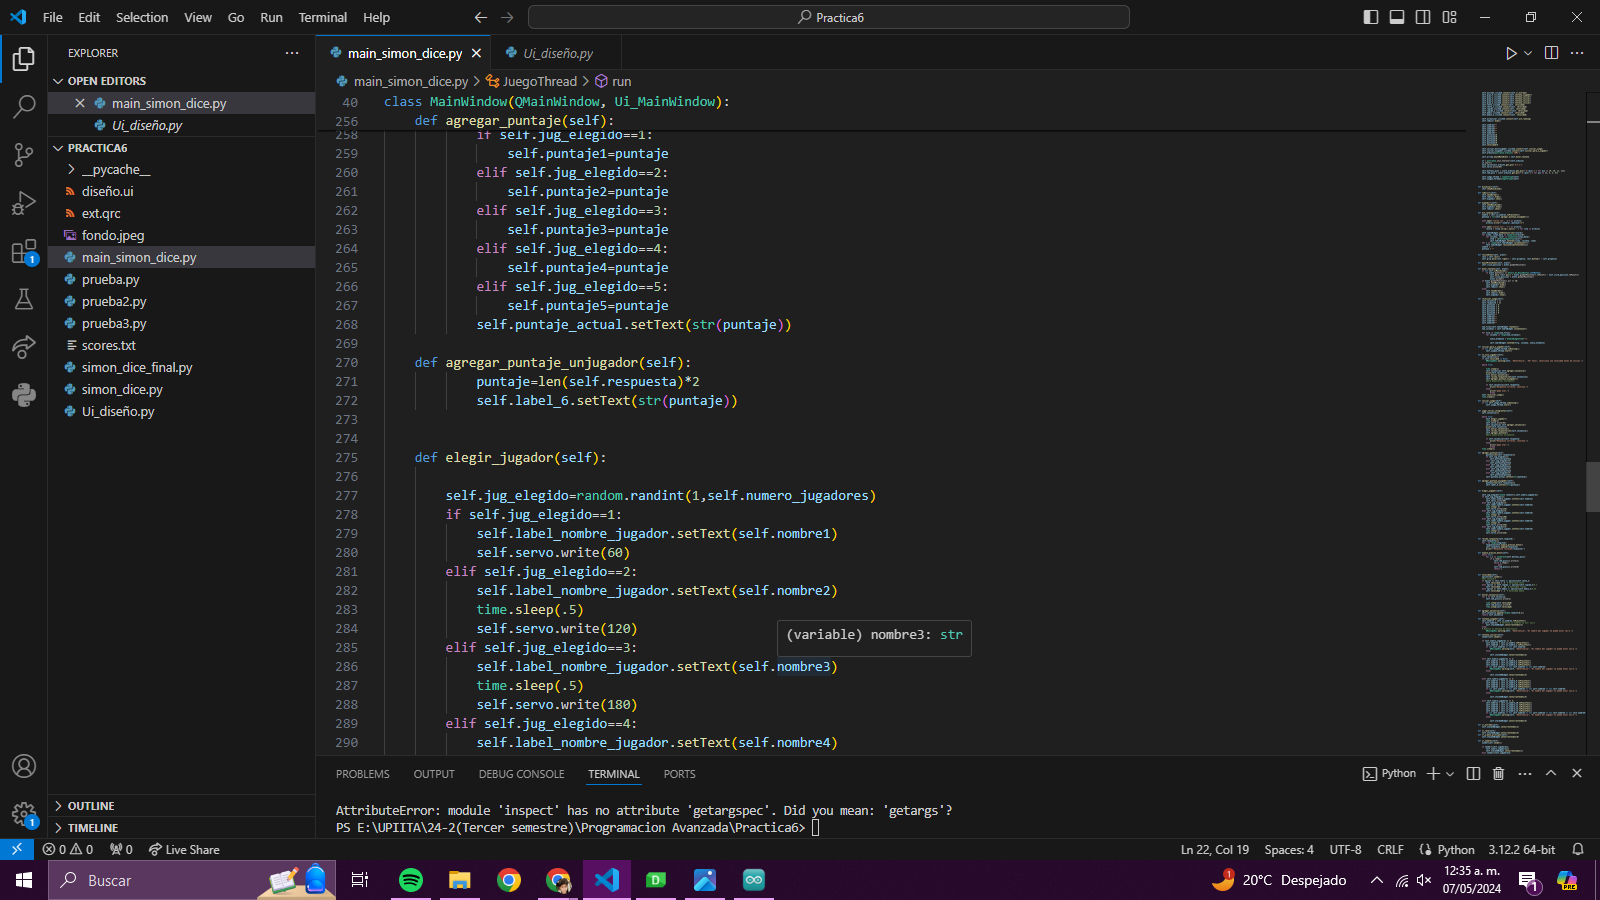 File Edit Selection View Go Run Terminal Help
Practica6
EXPLORER
OPEN EDITORS
main_simon_dice.py
Ui_diseño.py
PRACTICA6
__pycache__
diseño.ui
ext.qrc
fondo.jpeg
main_simon_dice.py
prueba.py
prueba2.py
prueba3.py
scores.txt
simon_dice_final.py
simon_dice.py
Ui_diseño.py
OUTLINE
TIMELINE
main_simon_dice.py Ui_diseño.py
main_simon_dice.py > JuegoThread > run
40 class MainWindow(QMainWindow, Ui_MainWindow):
256 def agregar_puntaje(self):
258 if self.jug_elegido==1:
259 self.puntaje1=puntaje
260 elif self.jug_elegido==2:
261 self.puntaje2=puntaje
262 elif self.jug_elegido==3:
263 self.puntaje3=puntaje
264 elif self.jug_elegido==4:
265 self.puntaje4=puntaje
266 elif self.jug_elegido==5:
267 self.puntaje5=puntaje
268 self.puntaje_actual.setText(str(puntaje))
269
270 def agregar_puntaje_unjugador(self):
271 puntaje=len(self.respuesta)*2
272 self.label_6.setText(str(puntaje))
273
274
275 def elegir_jugador(self):
276
277 self.jug_elegido=random.randint(1,self.numero_jugadores)
278 if self.jug_elegido==1:
279 self.label_nombre_jugador.setText(self.nombre1)
280 self.servo.write(60)
281 elif self.jug_elegido==2:
282 self.label_nombre_jugador.setText(self.nombre2)
283 time.sleep(.5)
284 self.servo.write(120)
(variable) nombre3: str
285 elif self.jug_elegido==3:
286 self.label_nombre_jugador.setText(self.nombre3)
287 time.sleep(.5)
288 self.servo.write(180)
289 elif self.jug_elegido==4:
290 self.label_nombre_jugador.setText(self.nombre4)
PROBLEMS OUTPUT DEBUG CONSOLE TERMINAL PORTS
Python
AttributeError: module 'inspect' has no attribute 'getargspec'. Did you mean: 'getargs'?
PS E:\UPIITA\24-2(Tercer semestre)\Programacion Avanzada\Practica6>
1
1
0 0 0 Live Share
Ln 22, Col 19 Spaces: 4 UTF-8 CRLF Python 3.12.2 64-bit
Buscar
1
20°C Despejado
12:35 a. m.
07/05/2024
1
PRE